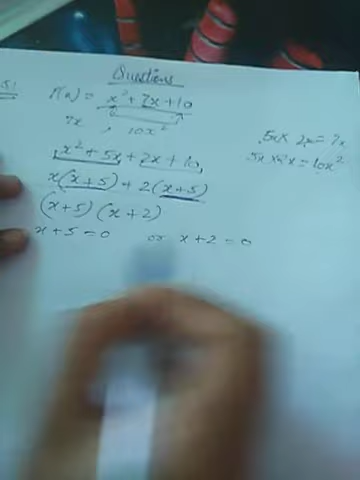 51
Questions
P(x) = x² + 7x + 10
7x , 10x²
x² + 5x + 2x + 10
5x × 2x = 7x
5x × 2x = 10x²
x(x+5) + 2(x+5)
(x+5) (x+2)
x + 5 = 0 or x + 2 = 0